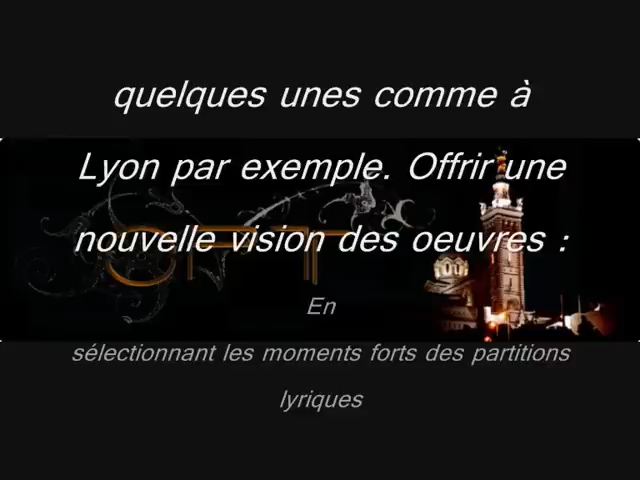 quelques unes comme à
Lyon par exemple. Offrir une
nouvelle vision des oeuvres :
En
sélectionnant les moments forts des partitions
lyriques